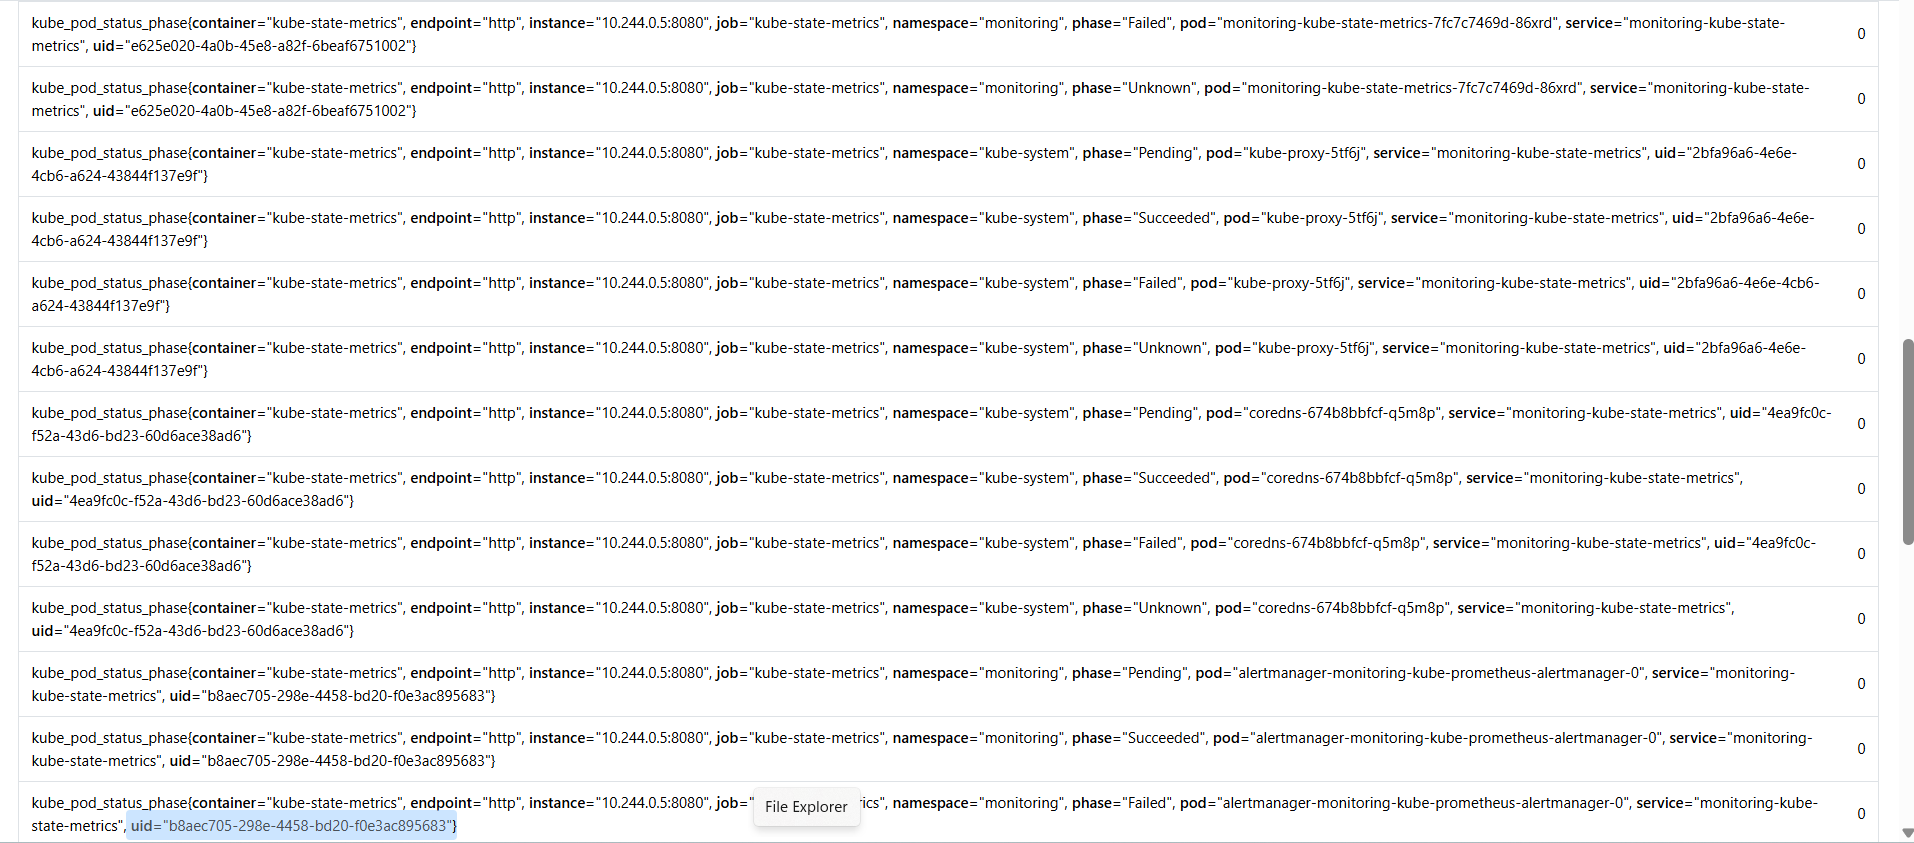 kube_pod_status_phase{container="kube-state-metrics", endpoint="http", instance="10.244.0.5:8080", job="kube-state-metrics", namespace="monitoring", phase="Failed", pod="monitoring-kube-state-metrics-7fc7c7469d-86xrd", service="monitoring-kube-state-
metrics", uid="e625e020-4a0b-45e8-a82f-6beaf6751002"}
0
kube_pod_status_phase{container="kube-state-metrics", endpoint="http", instance="10.244.0.5:8080", job="kube-state-metrics", namespace="monitoring", phase="Unknown", pod="monitoring-kube-state-metrics-7fc7c7469d-86xrd", service="monitoring-kube-state-
metrics", uid="e625e020-4a0b-45e8-a82f-6beaf6751002"}
0
kube_pod_status_phase{container="kube-state-metrics", endpoint="http", instance="10.244.0.5:8080", job="kube-state-metrics", namespace="kube-system", phase="Pending", pod="kube-proxy-5tf6j", service="monitoring-kube-state-metrics", uid="2bfa96a6-4e6e-
4cb6-a624-43844f137e9f"}
0
kube_pod_status_phase{container="kube-state-metrics", endpoint="http", instance="10.244.0.5:8080", job="kube-state-metrics", namespace="kube-system", phase="Succeeded", pod="kube-proxy-5tf6j", service="monitoring-kube-state-metrics", uid="2bfa96a6-4e6e-
4cb6-a624-43844f137e9f"}
0
kube_pod_status_phase{container="kube-state-metrics", endpoint="http", instance="10.244.0.5:8080", job="kube-state-metrics", namespace="kube-system", phase="Failed", pod="kube-proxy-5tf6j", service="monitoring-kube-state-metrics", uid="2bfa96a6-4e6e-4cb6-
a624-43844f137e9f"}
0
kube_pod_status_phase{container="kube-state-metrics", endpoint="http", instance="10.244.0.5:8080", job="kube-state-metrics", namespace="kube-system", phase="Unknown", pod="kube-proxy-5tf6j", service="monitoring-kube-state-metrics", uid="2bfa96a6-4e6e-
4cb6-a624-43844f137e9f"}
0
kube_pod_status_phase{container="kube-state-metrics", endpoint="http", instance="10.244.0.5:8080", job="kube-state-metrics", namespace="kube-system", phase="Pending", pod="coredns-674b8bbfcf-q5m8p", service="monitoring-kube-state-metrics", uid="4ea9fc0c-
f52a-43d6-bd23-60d6ace38ad6"}
0
kube_pod_status_phase{container="kube-state-metrics", endpoint="http", instance="10.244.0.5:8080", job="kube-state-metrics", namespace="kube-system", phase="Succeeded", pod="coredns-674b8bbfcf-q5m8p", service="monitoring-kube-state-metrics",
uid="4ea9fc0c-f52a-43d6-bd23-60d6ace38ad6"}
0
kube_pod_status_phase{container="kube-state-metrics", endpoint="http", instance="10.244.0.5:8080", job="kube-state-metrics", namespace="kube-system", phase="Failed", pod="coredns-674b8bbfcf-q5m8p", service="monitoring-kube-state-metrics", uid="4ea9fc0c-
f52a-43d6-bd23-60d6ace38ad6"}
0
kube_pod_status_phase{container="kube-state-metrics", endpoint="http", instance="10.244.0.5:8080", job="kube-state-metrics", namespace="kube-system", phase="Unknown", pod="coredns-674b8bbfcf-q5m8p", service="monitoring-kube-state-metrics",
uid="4ea9fc0c-f52a-43d6-bd23-60d6ace38ad6"}
0
kube_pod_status_phase{container="kube-state-metrics", endpoint="http", instance="10.244.0.5:8080", job="kube-state-metrics", namespace="monitoring", phase="Pending", pod="alertmanager-monitoring-kube-prometheus-alertmanager-0", service="monitoring-
kube-state-metrics", uid="b8aec705-298e-4458-bd20-f0e3ac895683"}
0
kube_pod_status_phase{container="kube-state-metrics", endpoint="http", instance="10.244.0.5:8080", job="kube-state-metrics", namespace="monitoring", phase="Succeeded", pod="alertmanager-monitoring-kube-prometheus-alertmanager-0", service="monitoring-
kube-state-metrics", uid="b8aec705-298e-4458-bd20-f0e3ac895683"}
0
kube_pod_status_phase{container="kube-state-metrics", endpoint="http", instance="10.244.0.5:8080", job=" File Explorer rics", namespace="monitoring", phase="Failed", pod="alertmanager-monitoring-kube-prometheus-alertmanager-0", service="monitoring-kube-
state-metrics", uid="b8aec705-298e-4458-bd20-f0e3ac895683"}
0